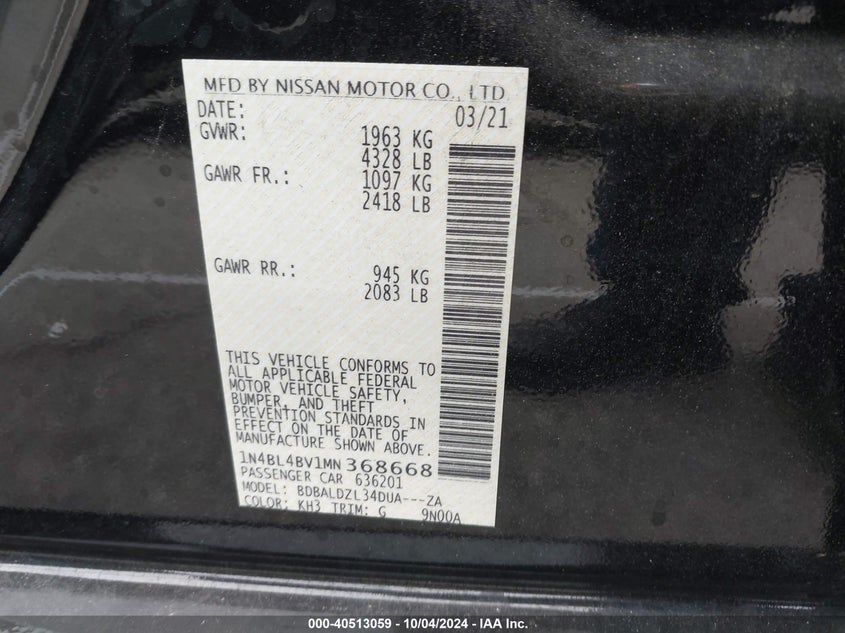 MFD BY NISSAN MOTOR CO., LTD
DATE: 03/21
GVWR: 1963 KG
4328 LB
GAWR FR.: 1097 KG
2418 LB
GAWR RR.: 945 KG
2083 LB
THIS VEHICLE CONFORMS TO
ALL APPLICABLE FEDERAL
MOTOR VEHICLE SAFETY,
BUMPER, AND THEFT
PREVENTION STANDARDS IN
EFFECT ON THE DATE OF
MANUFACTURE SHOWN ABOVE.
1N4BL4BV1MN368668
PASSENGER CAR 636201
MODEL: BDBALDZL34DUA---ZA
COLOR: KH3 TRIM: G 9N00A
000-40513059 - 10/04/2024 - IAA Inc.